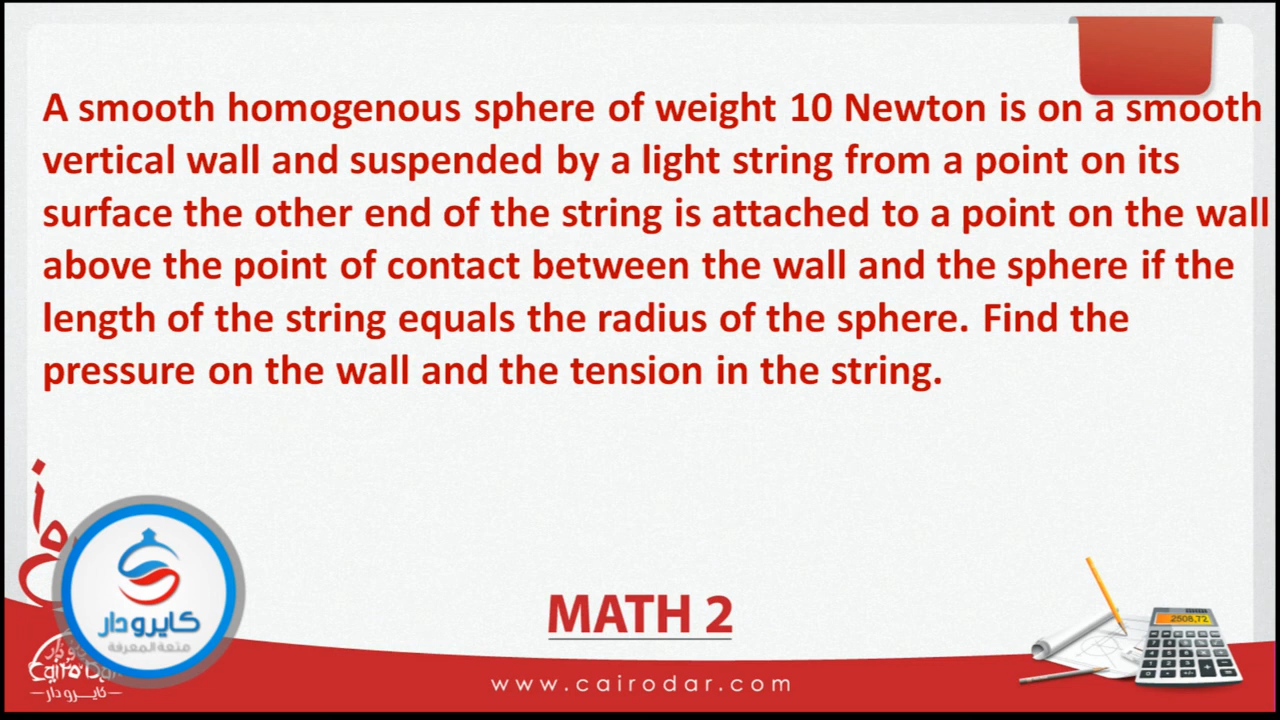 A smooth homogenous sphere of weight 10 Newton is on a smooth
vertical wall and suspended by a light string from a point on its
surface the other end of the string is attached to a point on the wall
above the point of contact between the wall and the sphere if the
length of the string equals the radius of the sphere. Find the
pressure on the wall and the tension in the string.
كايرودار
متعة المعرفة
MATH 2
2508,72
Cairo Dar
كايرودار
www.cairodar.com